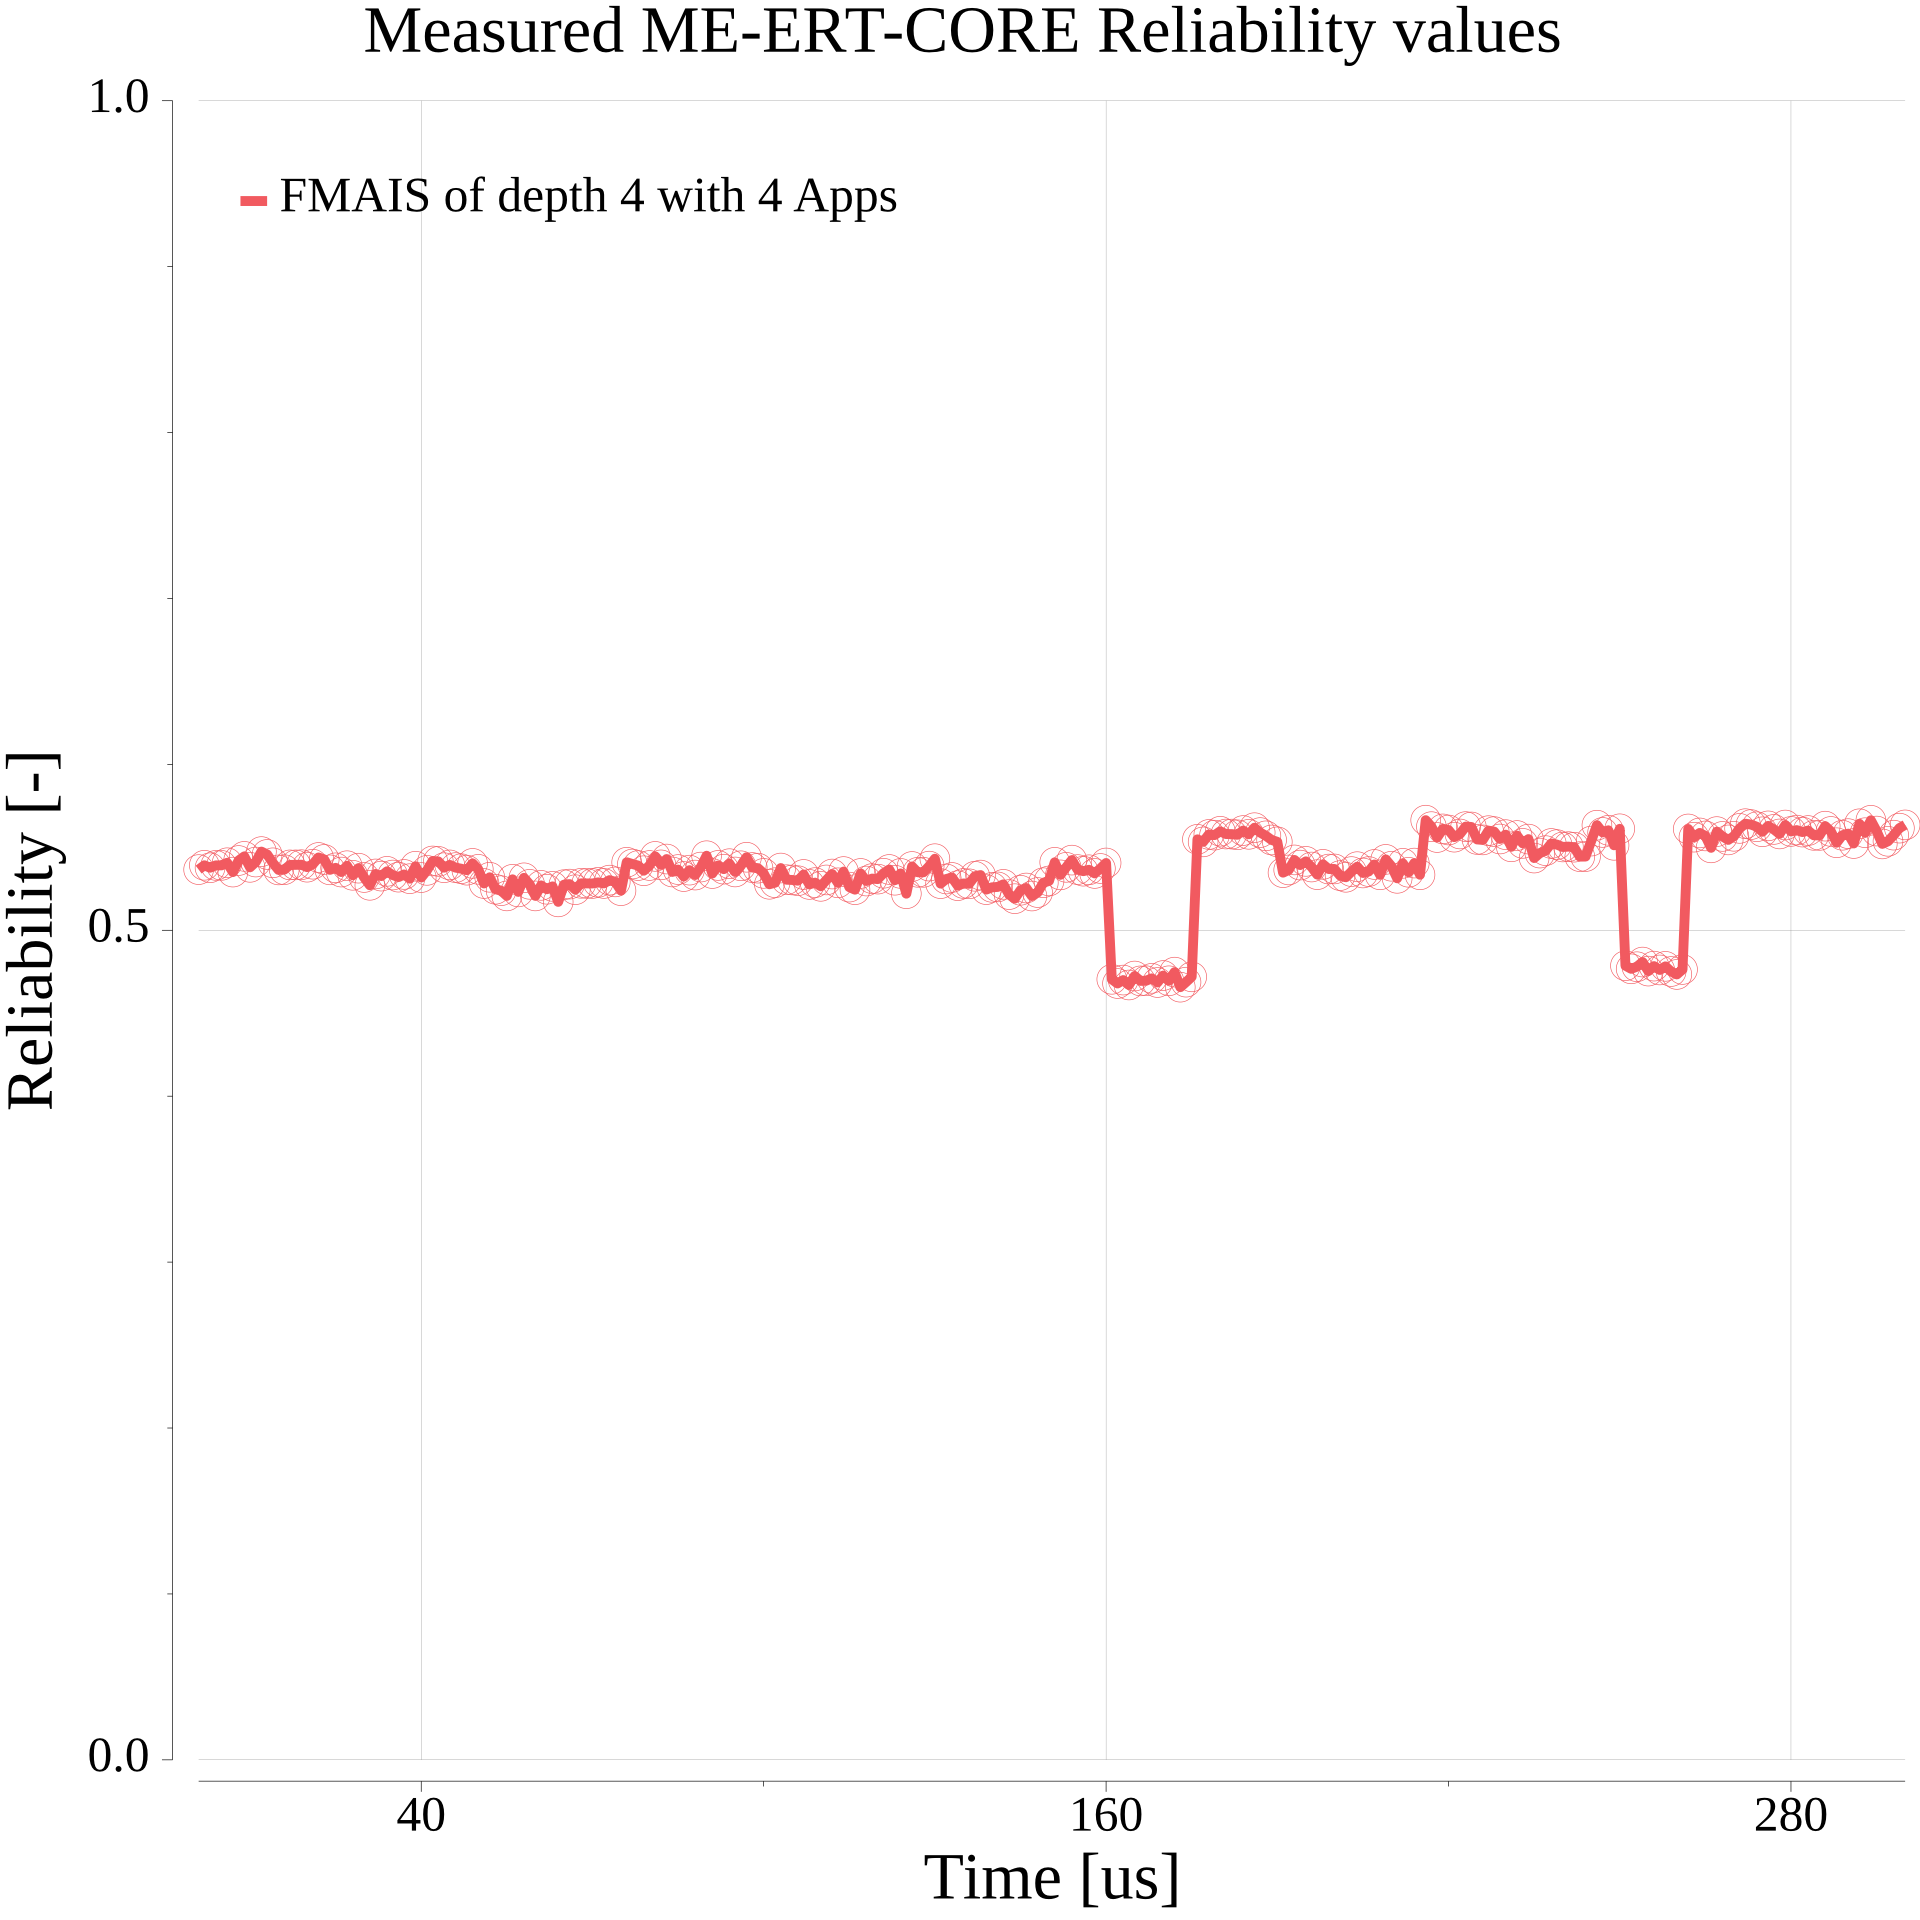 Measured ME-ERT-CORE Reliability values
1.0
FMAIS of depth 4 with 4 Apps
Reliability [-]
0.5
0.0
40 160 280
Time [us]